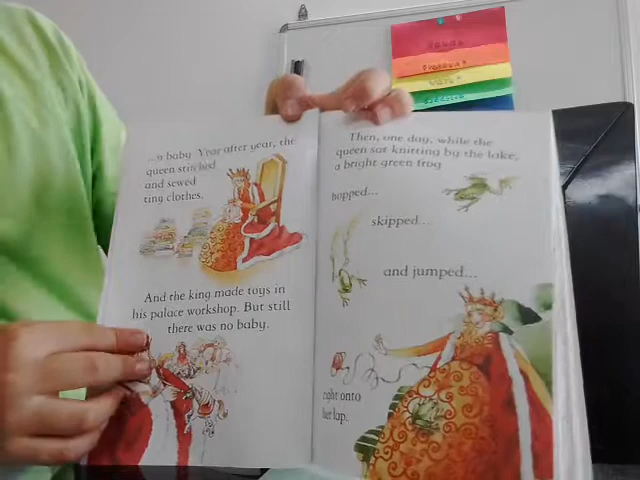 ...n baby. Year after year, the
queen stitched
and sewed
ting clothes.
And the king made toys in
his palace workshop. But still
there was no baby.
Then, one day, while the
queen sat knitting by the lake,
a bright green frog
hopped...
skipped...
and jumped...
right onto
her lap.